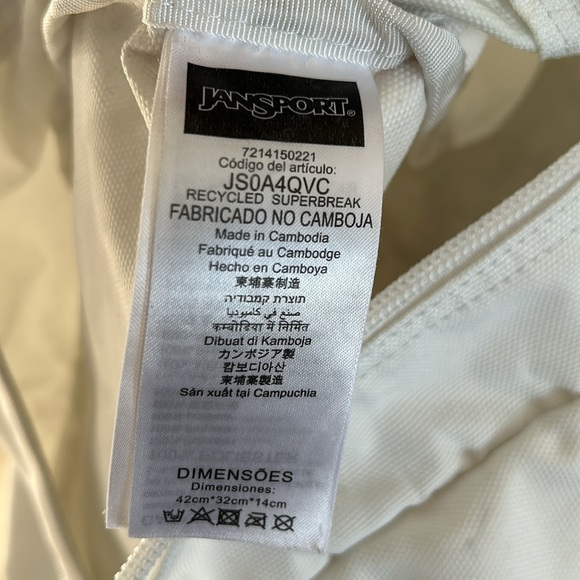 JANSPORT®
7214150221
Código del artículo:
JS0A4QVC
RECYCLED SUPERBREAK
FABRICADO NO CAMBOJA
Made in Cambodia
Fabriqué au Cambodge
Hecho en Camboya
柬埔寨制造
תוצרת קמבודיה
صنع في كامبوديا
कम्बोडिया में निर्मित
Dibuat di Kamboja
カンボジア製
캄보디아산
柬埔寨製造
Sản xuất tại Campuchia
100% POLIESTER
DIMENSÕES
Dimensiones:
42cm*32cm*14cm